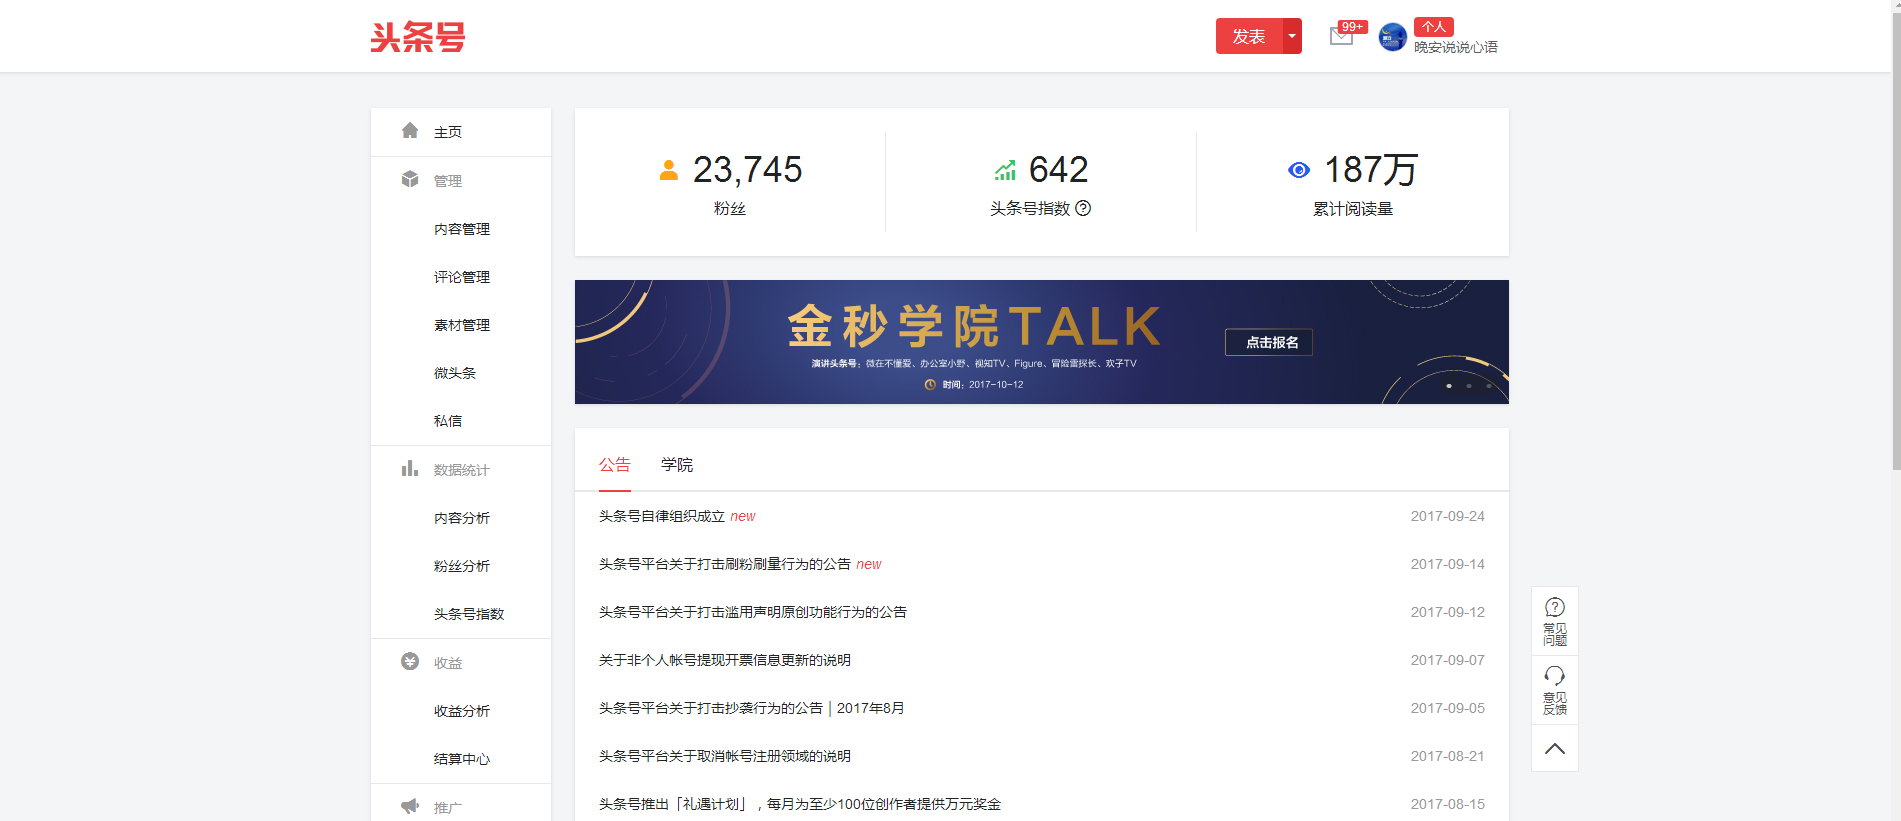 头条号
发表
99+
个人
晚安说说心语
主页
管理
内容管理
评论管理
素材管理
微头条
私信
数据统计
内容分析
粉丝分析
头条号指数
收益
收益分析
结算中心
推广
23,745
粉丝
642
头条号指数
187万
累计阅读量
金秒学院TALK
演讲头条号：微在不懂爱、办公室小野、视知TV、Figure、冒险雷探长、欢子TV
时间：2017-10-12
点击报名
公告 学院
头条号自律组织成立 new 2017-09-24
头条号平台关于打击刷粉刷量行为的公告 new 2017-09-14
头条号平台关于打击滥用声明原创功能行为的公告 2017-09-12
关于非个人帐号提现开票信息更新的说明 2017-09-07
头条号平台关于打击抄袭行为的公告｜2017年8月 2017-09-05
头条号平台关于取消帐号注册领域的说明 2017-08-21
头条号推出「礼遇计划」，每月为至少100位创作者提供万元奖金 2017-08-15
常见
问题
意见
反馈